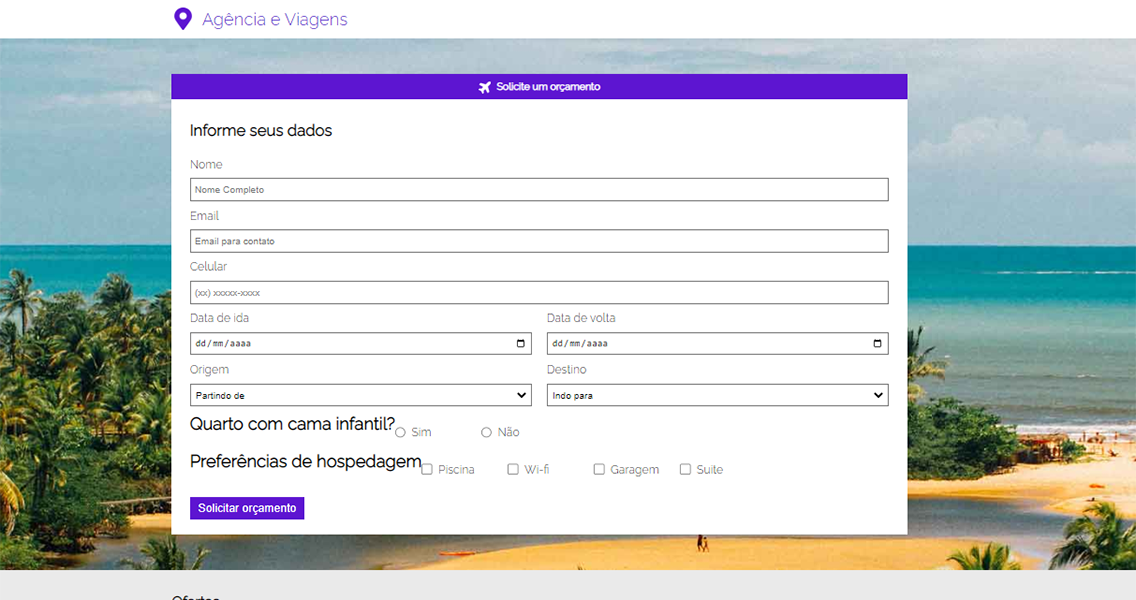 Agência e Viagens
Solicite um orçamento
Informe seus dados
Nome
Nome Completo
Email
Email para contato
Celular
(xx) xxxxx-xxxx
Data de ida Data de volta
dd/mm/aaaa dd/mm/aaaa
Origem Destino
Partindo de Indo para
Quarto com cama infantil? Sim Não
Preferências de hospedagem Piscina Wi-fi Garagem Suite
Solicitar orçamento
Ofertas